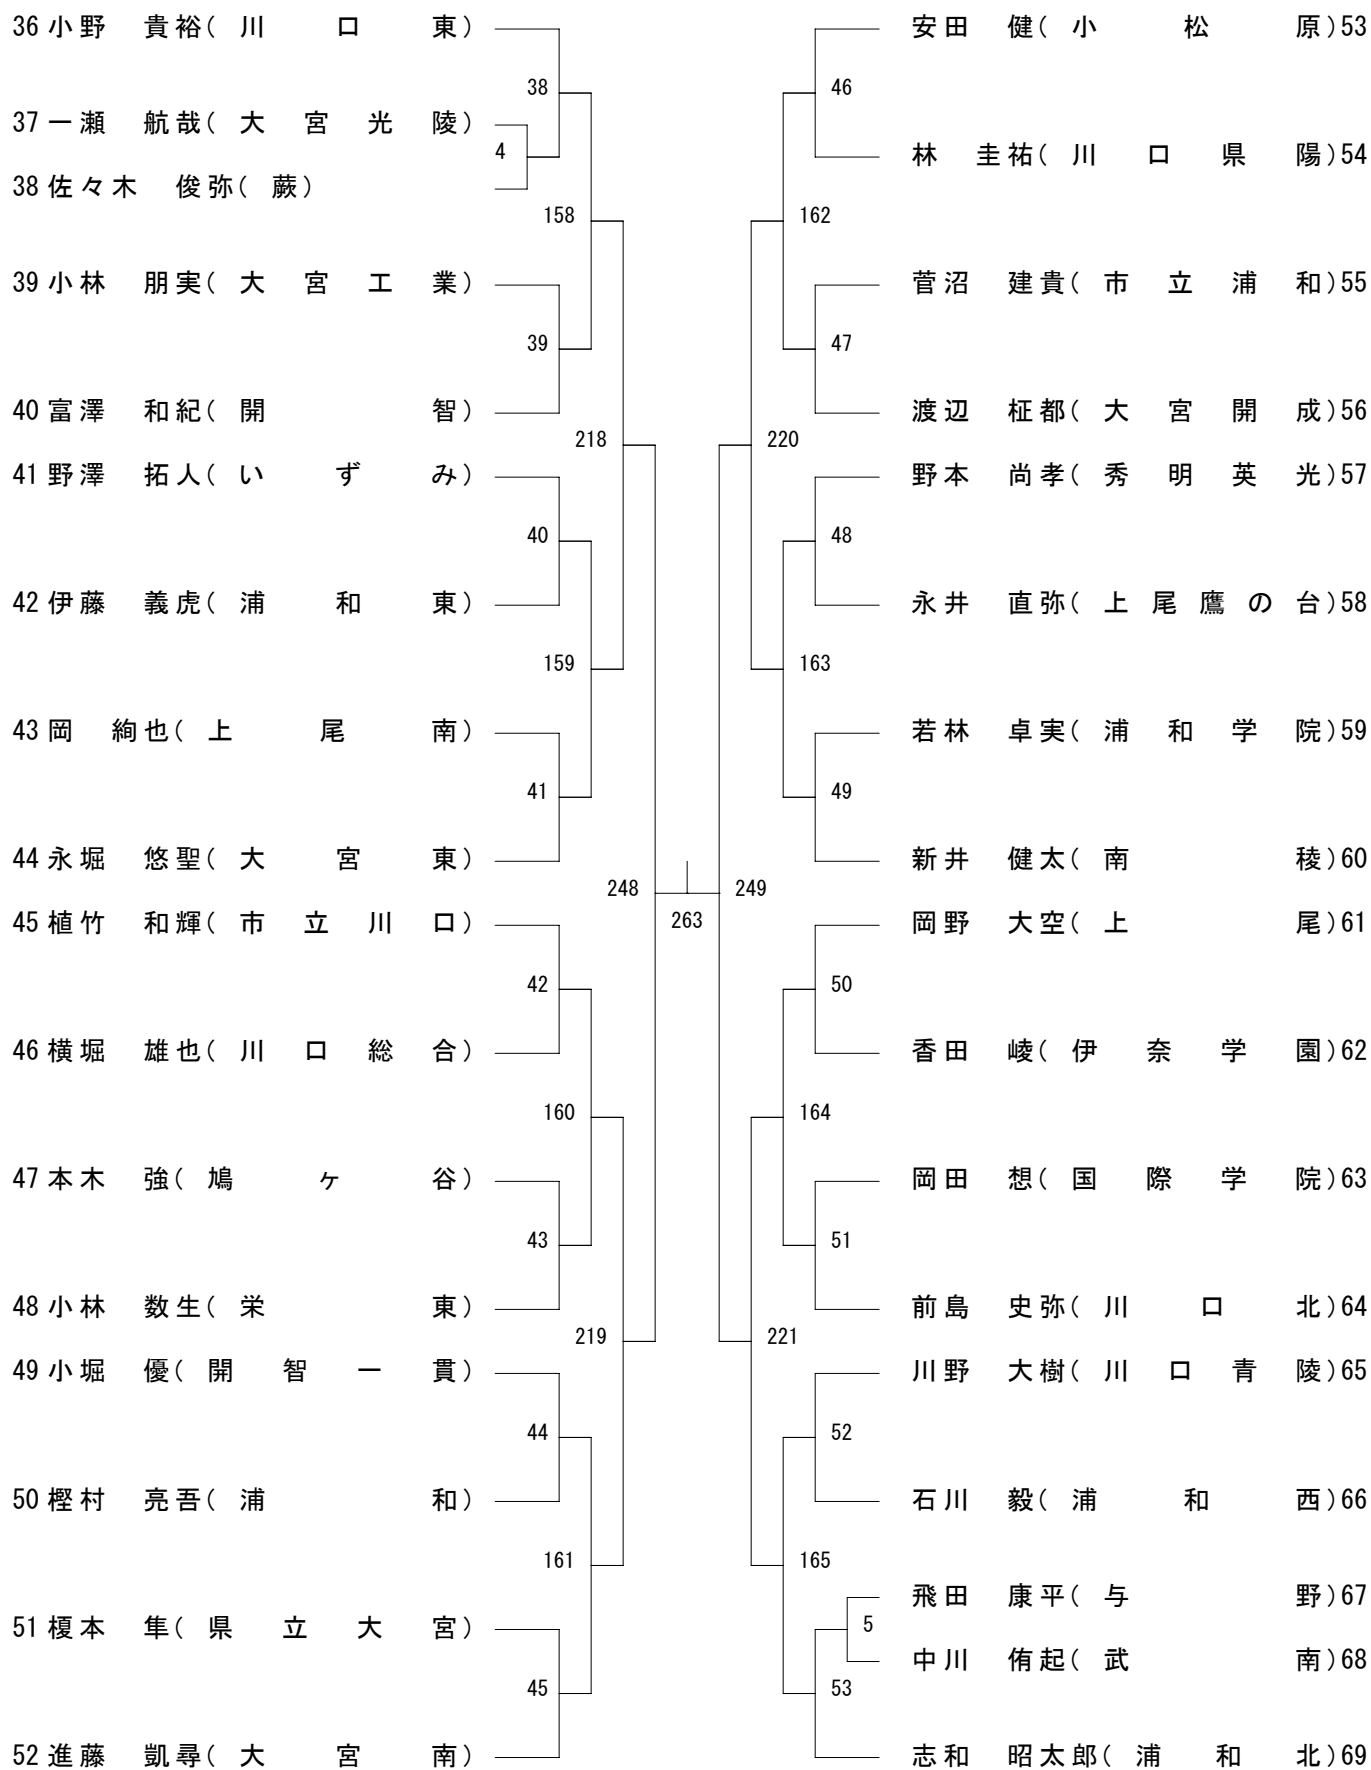 36 小野 貴裕( 川 口 東)
38
37 一瀬 航哉( 大 宮 光 陵)
4
38 佐々木 俊弥( 蕨)
158
39 小林 朋実( 大 宮 工 業)
39
40 富澤 和紀( 開 智)
218
41 野澤 拓人( い ず み)
40
42 伊藤 義虎( 浦 和 東)
159
43 岡 絢也( 上 尾 南)
41
44 永堀 悠聖( 大 宮 東)
248
45 植竹 和輝( 市 立 川 口)
42
46 横堀 雄也( 川 口 総 合)
160
47 本木 強( 鳩 ヶ 谷)
43
48 小林 数生( 栄 東)
219
49 小堀 優( 開 智 一 貫)
44
50 樫村 亮吾( 浦 和)
161
51 榎本 隼( 県 立 大 宮)
45
52 進藤 凱尋( 大 宮 南)
263
安田 健( 小 松 原)53
46
林 圭祐( 川 口 県 陽)54
162
菅沼 建貴( 市 立 浦 和)55
47
渡辺 柾都( 大 宮 開 成)56
220
野本 尚孝( 秀 明 英 光)57
48
永井 直弥( 上 尾 鷹 の 台)58
163
若林 卓実( 浦 和 学 院)59
49
新井 健太( 南 稜)60
249
岡野 大空( 上 尾)61
50
香田 崚( 伊 奈 学 園)62
164
岡田 想( 国 際 学 院)63
51
前島 史弥( 川 口 北)64
221
川野 大樹( 川 口 青 陵)65
52
石川 毅( 浦 和 西)66
165
飛田 康平( 与 野)67
5
中川 侑起( 武 南)68
53
志和 昭太郎( 浦 和 北)69